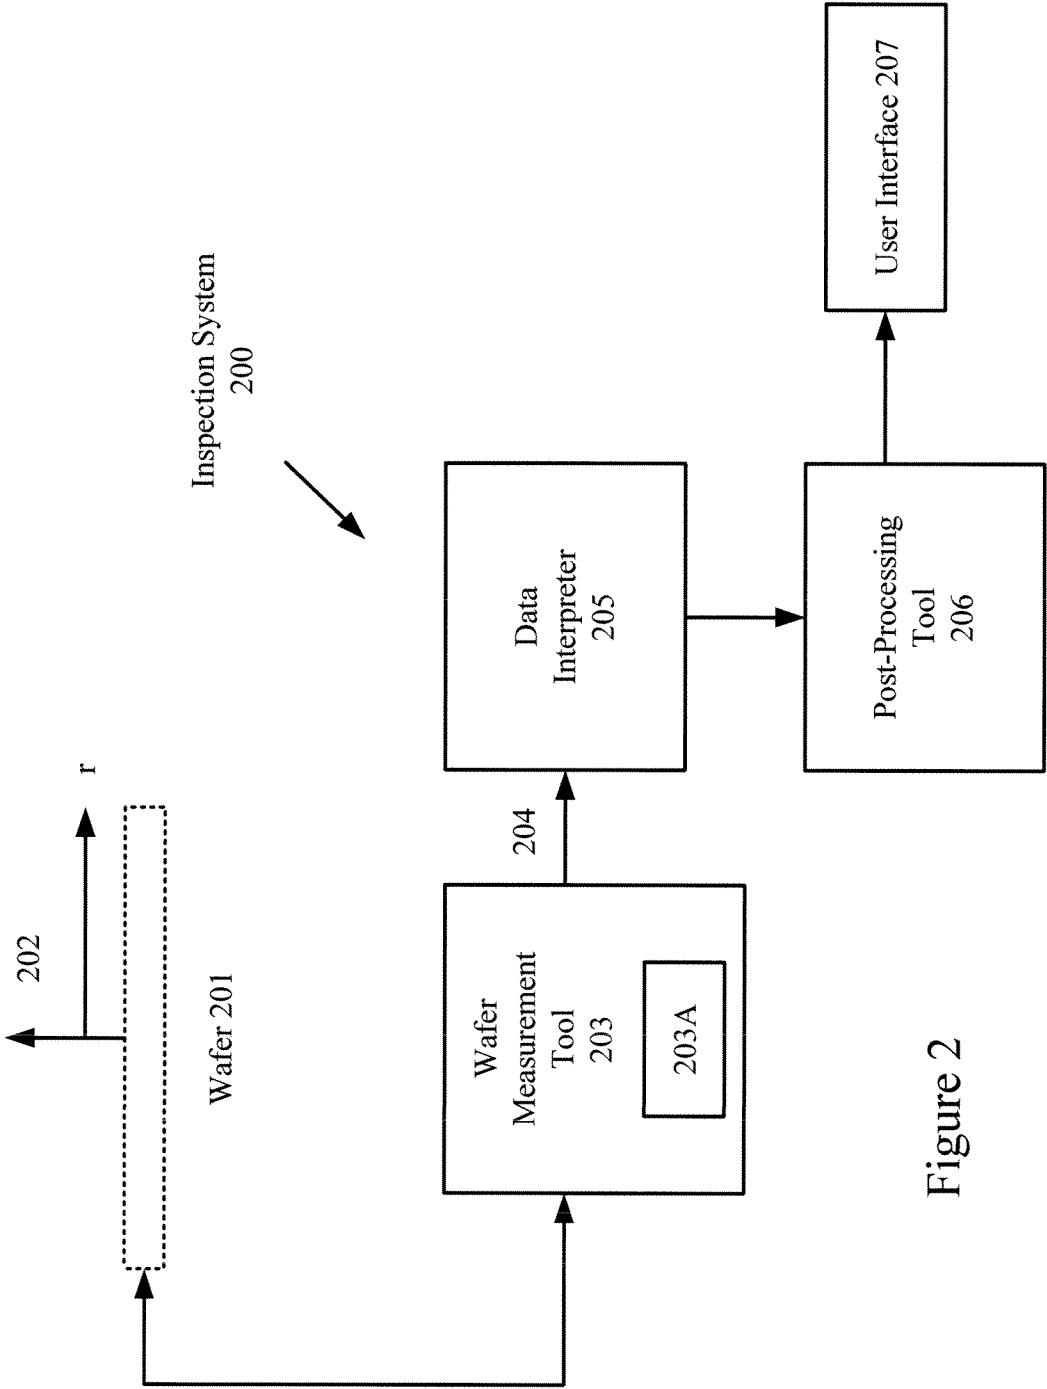 202
r
Wafer 201
Inspection System
200
Wafer
Measurement
Tool
203
203A
204
Data
Interpreter
205
Post-Processing
Tool
206
User Interface 207
Figure 2